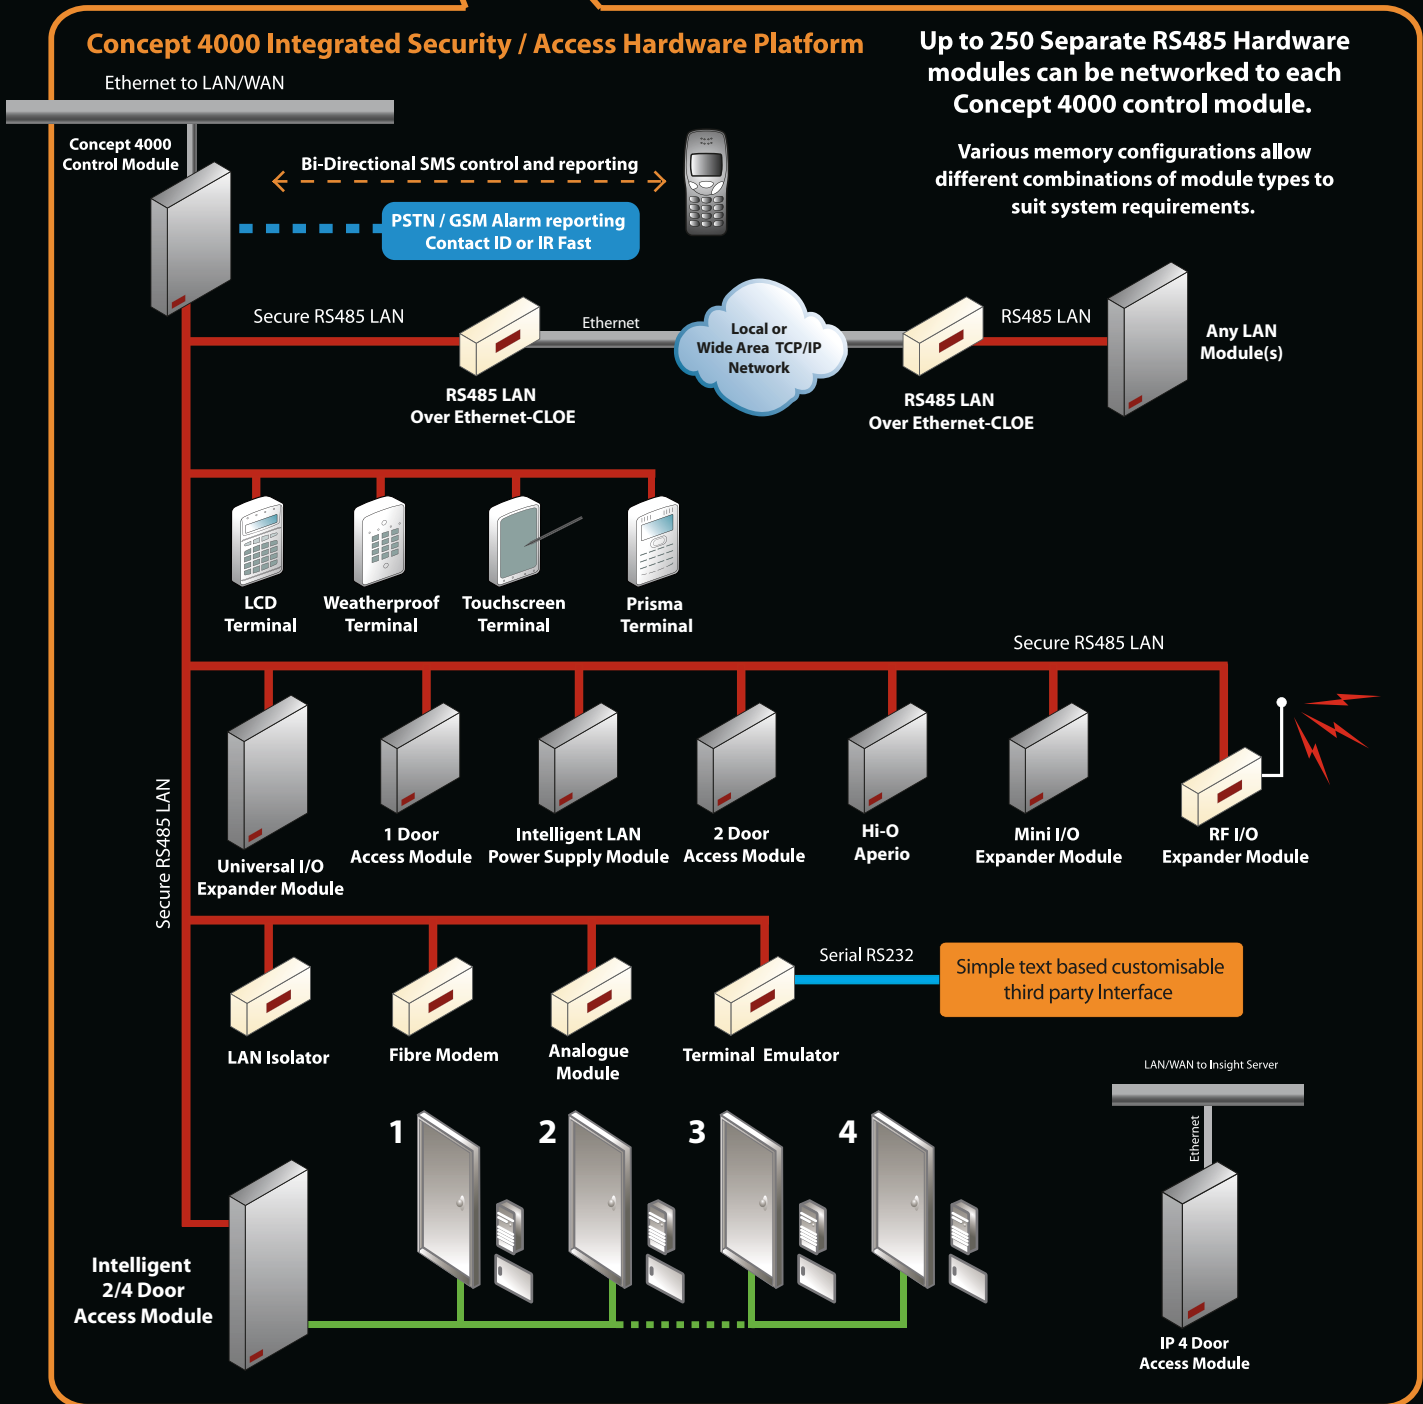 Concept 4000 Integrated Security / Access Hardware Platform
Up to 250 Separate RS485 Hardware
modules can be networked to each
Concept 4000 control module.
Various memory configurations allow
different combinations of module types to
suit system requirements.
Ethernet to LAN/WAN
Concept 4000
Control Module
Bi-Directional SMS control and reporting
PSTN / GSM Alarm reporting
Contact ID or IR Fast
Secure RS485 LAN
RS485 LAN
Over Ethernet-CLOE
Ethernet
Local or
Wide Area TCP/IP
Network
RS485 LAN
Over Ethernet-CLOE
RS485 LAN
Any LAN
Module(s)
LCD
Terminal
Weatherproof
Terminal
Touchscreen
Terminal
Prisma
Terminal
Secure RS485 LAN
Secure RS485 LAN
Universal I/O
Expander Module
1 Door
Access Module
Intelligent LAN
Power Supply Module
2 Door
Access Module
Hi-O
Aperio
Mini I/O
Expander Module
RF I/O
Expander Module
LAN Isolator
Fibre Modem
Analogue
Module
Terminal Emulator
Serial RS232
Simple text based customisable
third party Interface
1
2
3
4
Intelligent
2/4 Door
Access Module
LAN/WAN to Insight Server
Ethernet
IP 4 Door
Access Module